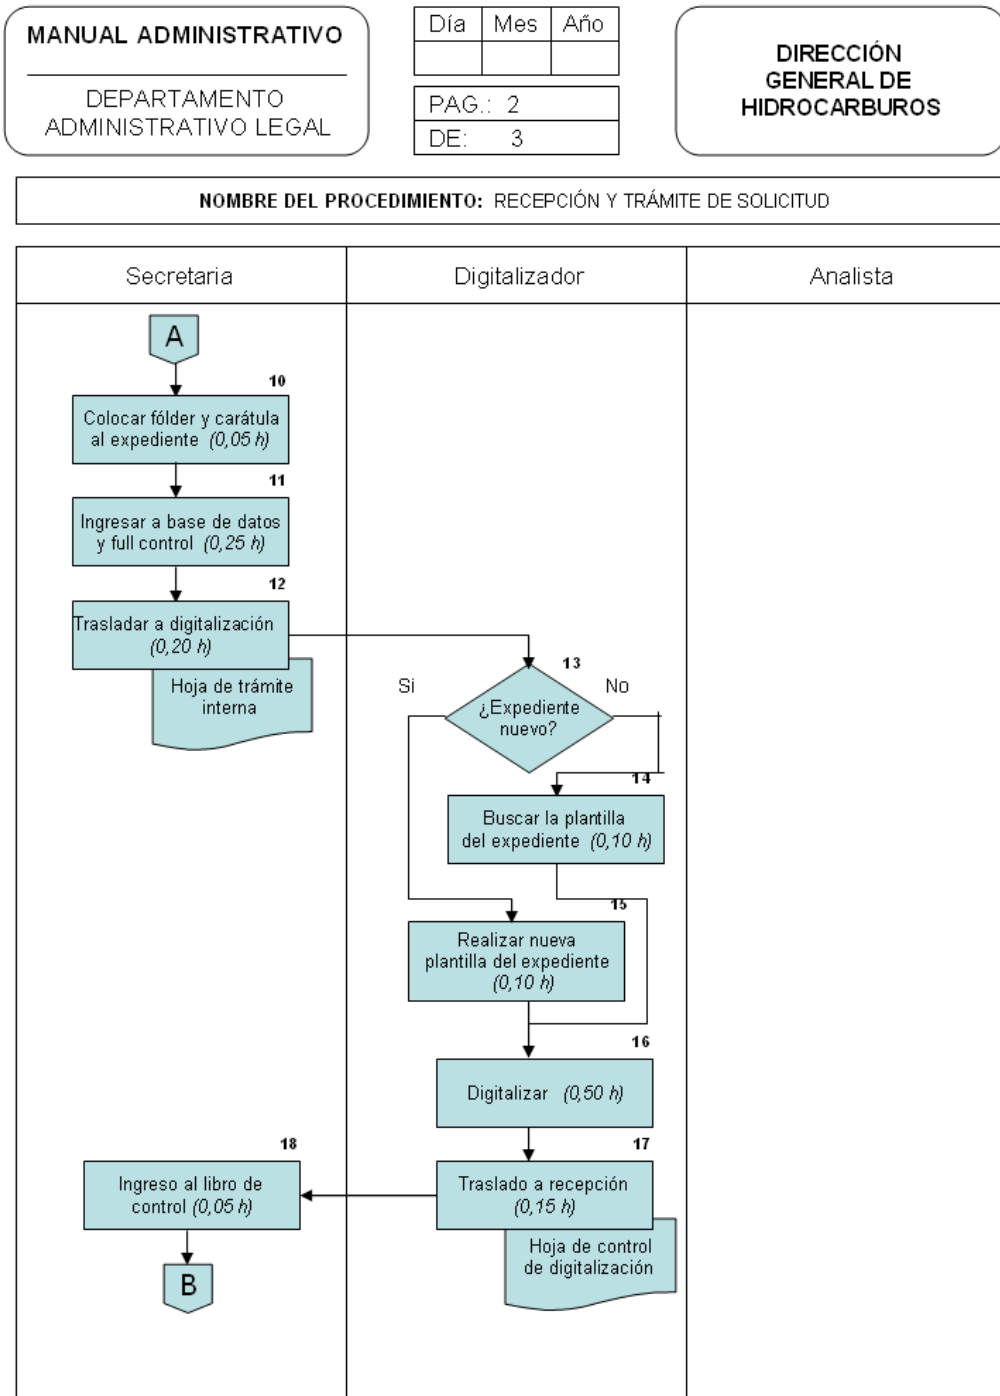 MANUAL ADMINISTRATIVO
DEPARTAMENTO
ADMINISTRATIVO LEGAL
Día Mes Año
PAG.: 2
DE: 3
DIRECCIÓN
GENERAL DE
HIDROCARBUROS
NOMBRE DEL PROCEDIMIENTO: RECEPCIÓN Y TRÁMITE DE SOLICITUD
Secretaria Digitalizador Analista
A
10
Colocar fólder y carátula
al expediente (0,05 h)
11
Ingresar a base de datos
y full control (0,25 h)
12
Trasladar a digitalización
(0,20 h)
Hoja de trámite
interna
13
Si No
¿Expediente
nuevo?
14
Buscar la plantilla
del expediente (0,10 h)
15
Realizar nueva
plantilla del expediente
(0,10 h)
16
Digitalizar (0,50 h)
17
Traslado a recepción
(0,15 h)
Hoja de control
de digitalización
18
Ingreso al libro de
control (0,05 h)
B